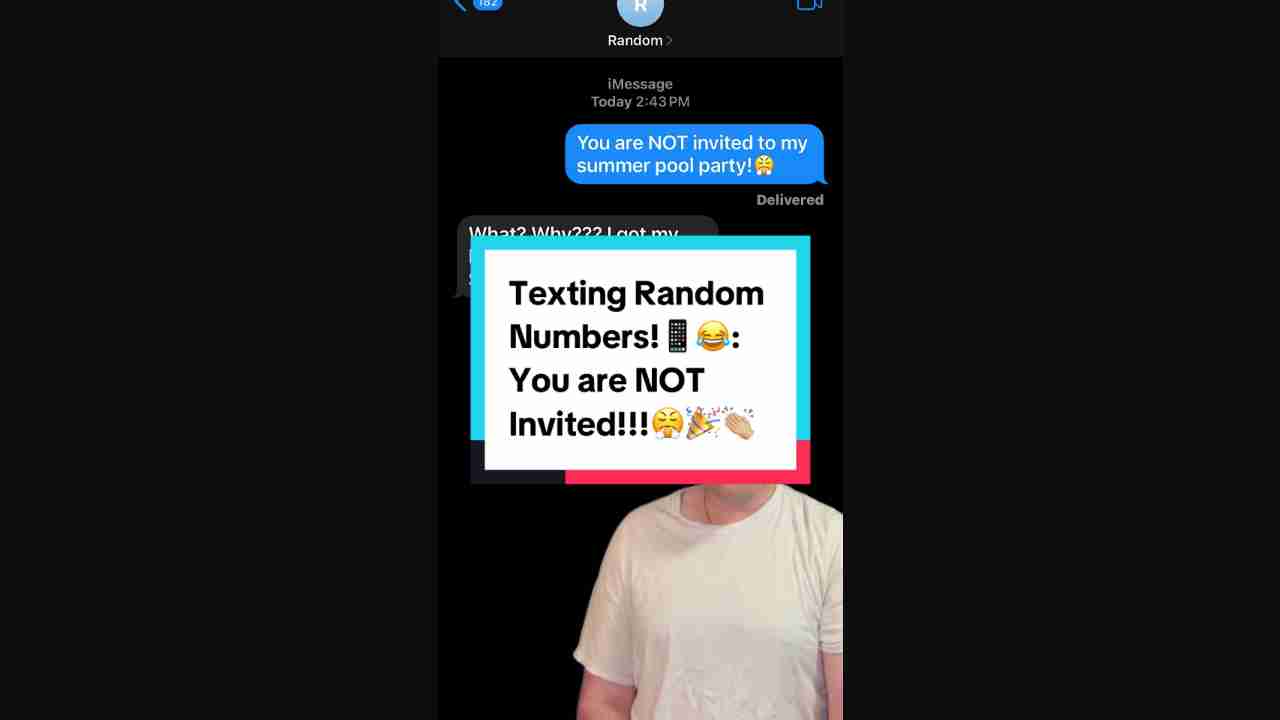 182
R
Random
iMessage
Today 2:43 PM
You are NOT invited to my
summer pool party!😤
Delivered
What? Why??? I got my
Texting Random
Numbers!📱😂:
You are NOT
Invited!!!😤🎉👏🏼